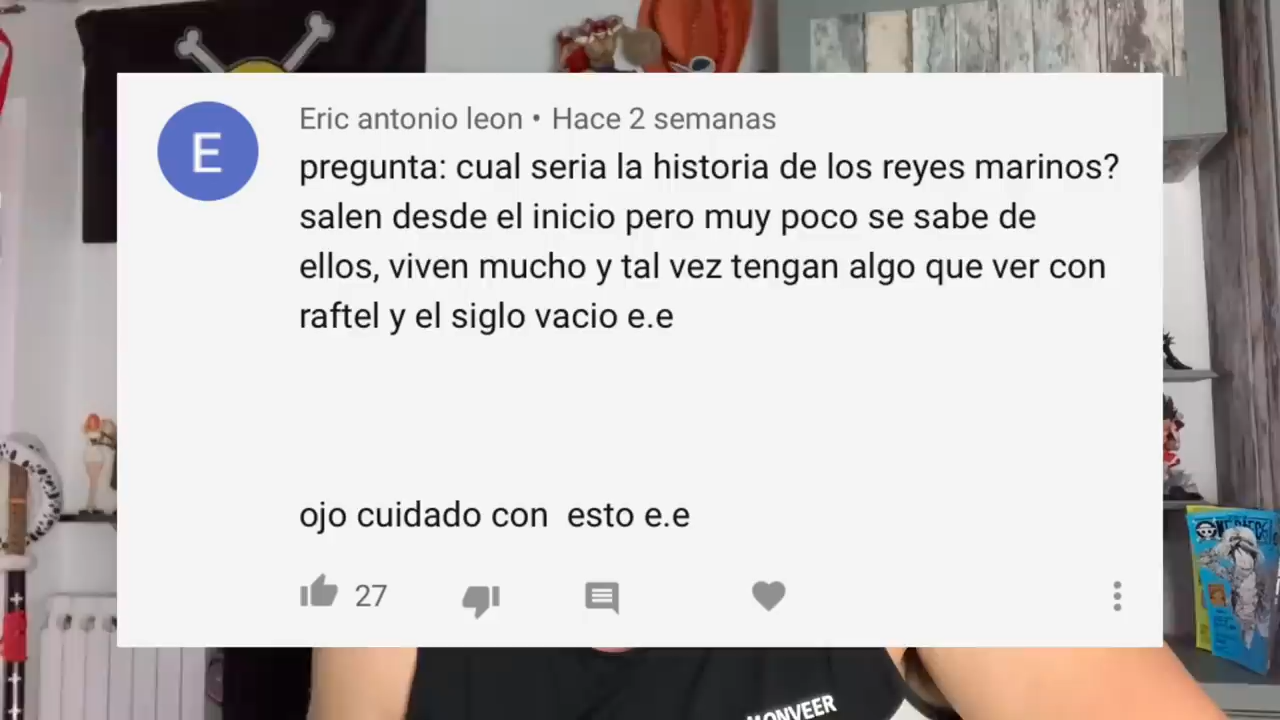 E
Eric antonio leon • Hace 2 semanas
pregunta: cual seria la historia de los reyes marinos?
salen desde el inicio pero muy poco se sabe de
ellos, viven mucho y tal vez tengan algo que ver con
raftel y el siglo vacio e.e
ojo cuidado con  esto e.e
27
ONE PIECE